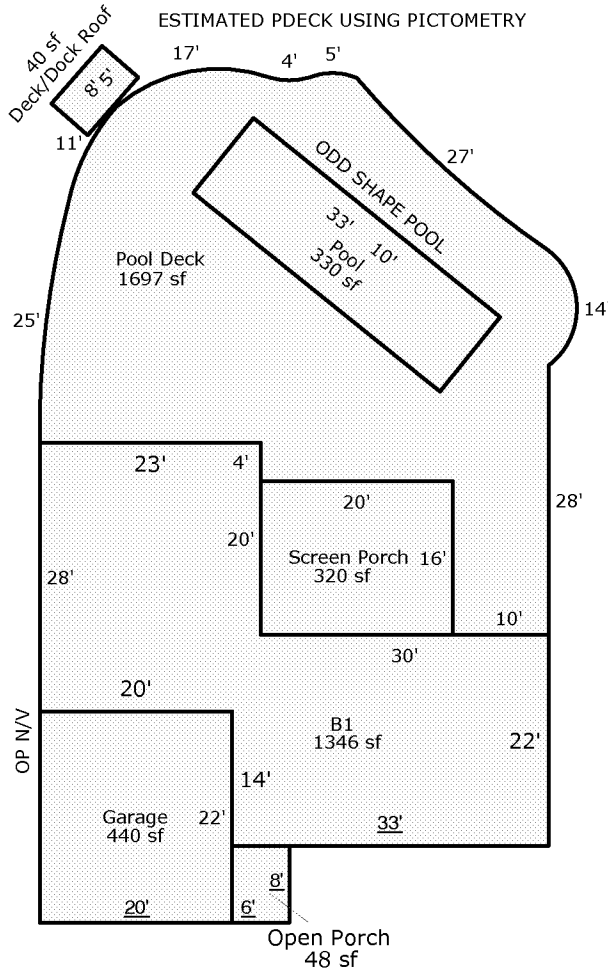 ESTIMATED PDECK USING PICTOMETRY
40 sf
Deck/Dock Roof
8' 5'
11'
17'
4'
5'
27'
ODD SHAPE POOL
33'
10'
Pool
330 sf
Pool Deck
1697 sf
25'
14'
23'
4'
20'
20'
Screen Porch
320 sf
16'
28'
28'
10'
30'
20'
B1
1346 sf
22'
OP N/V
14'
Garage
440 sf
22'
33'
20'
6'
8'
Open Porch
48 sf